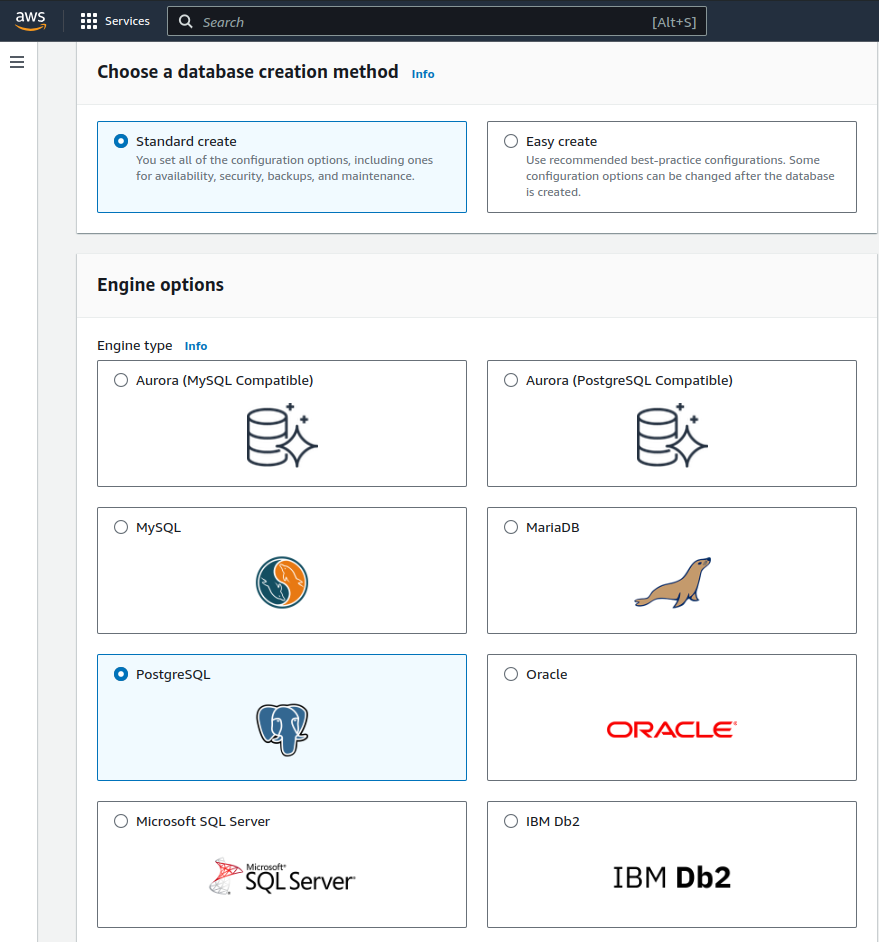 aws
Services
Search
[Alt+S]
Choose a database creation method Info
Standard create
You set all of the configuration options, including ones
for availability, security, backups, and maintenance.
Easy create
Use recommended best-practice configurations. Some
configuration options can be changed after the database
is created.
Engine options
Engine type Info
Aurora (MySQL Compatible)
Aurora (PostgreSQL Compatible)
MySQL
MariaDB
PostgreSQL
Oracle
ORACLE
Microsoft SQL Server
Microsoft
SQL Server
IBM Db2
IBM Db2